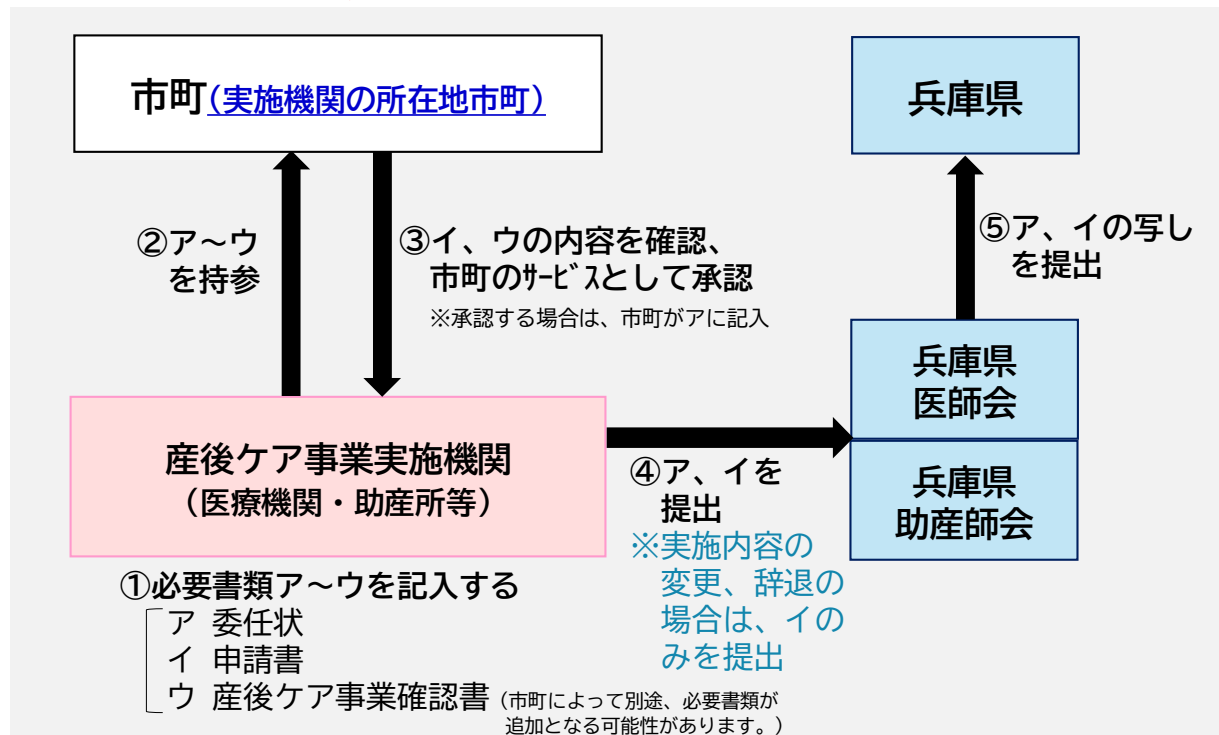 市町(実施機関の所在地市町)
兵庫県
②ア～ウ
を持参
③イ、ウの内容を確認、
市町のｻｰﾋﾞｽとして承認
※承認する場合は、市町がアに記入
⑤ア、イの写し
を提出
兵庫県
医師会
兵庫県
助産師会
産後ケア事業実施機関
（医療機関・助産所等）
④ア、イを
提出
※実施内容の
変更、辞退の
場合は、イの
みを提出
①必要書類ア～ウを記入する
ア 委任状
イ 申請書
ウ 産後ケア事業確認書（市町によって別途、必要書類が
追加となる可能性があります。）